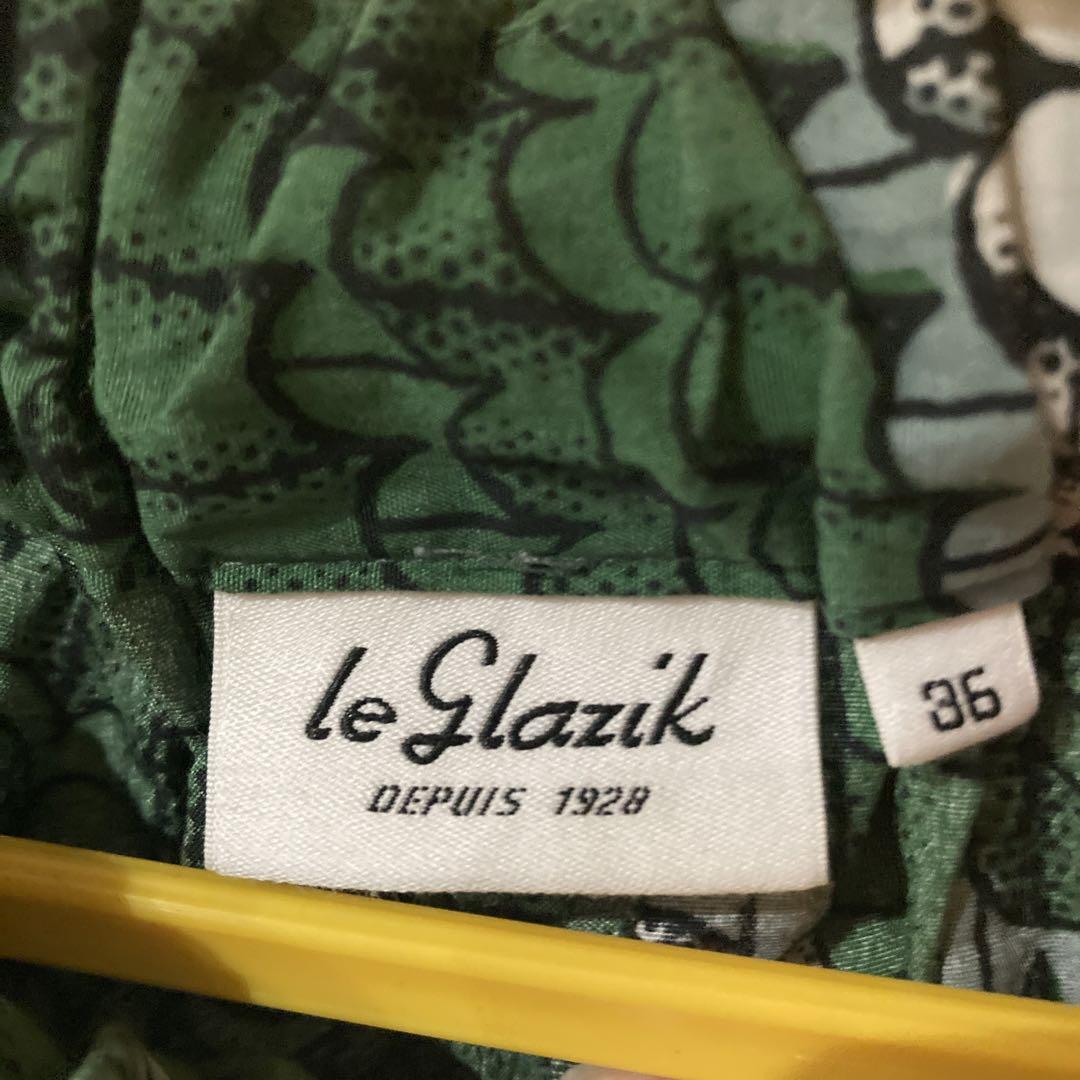 le Glazik
DEPUIS 1928
36